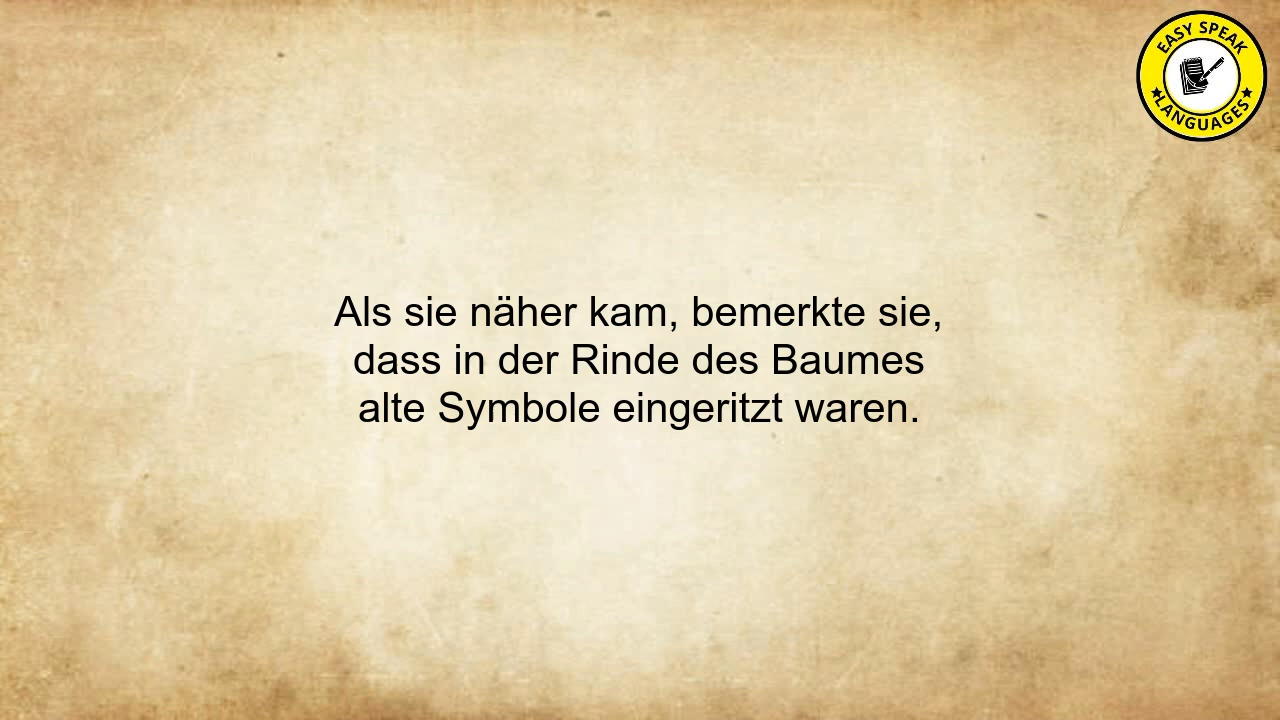 EASY SPEAK
LANGUAGES
Als sie näher kam, bemerkte sie,
dass in der Rinde des Baumes
alte Symbole eingeritzt waren.